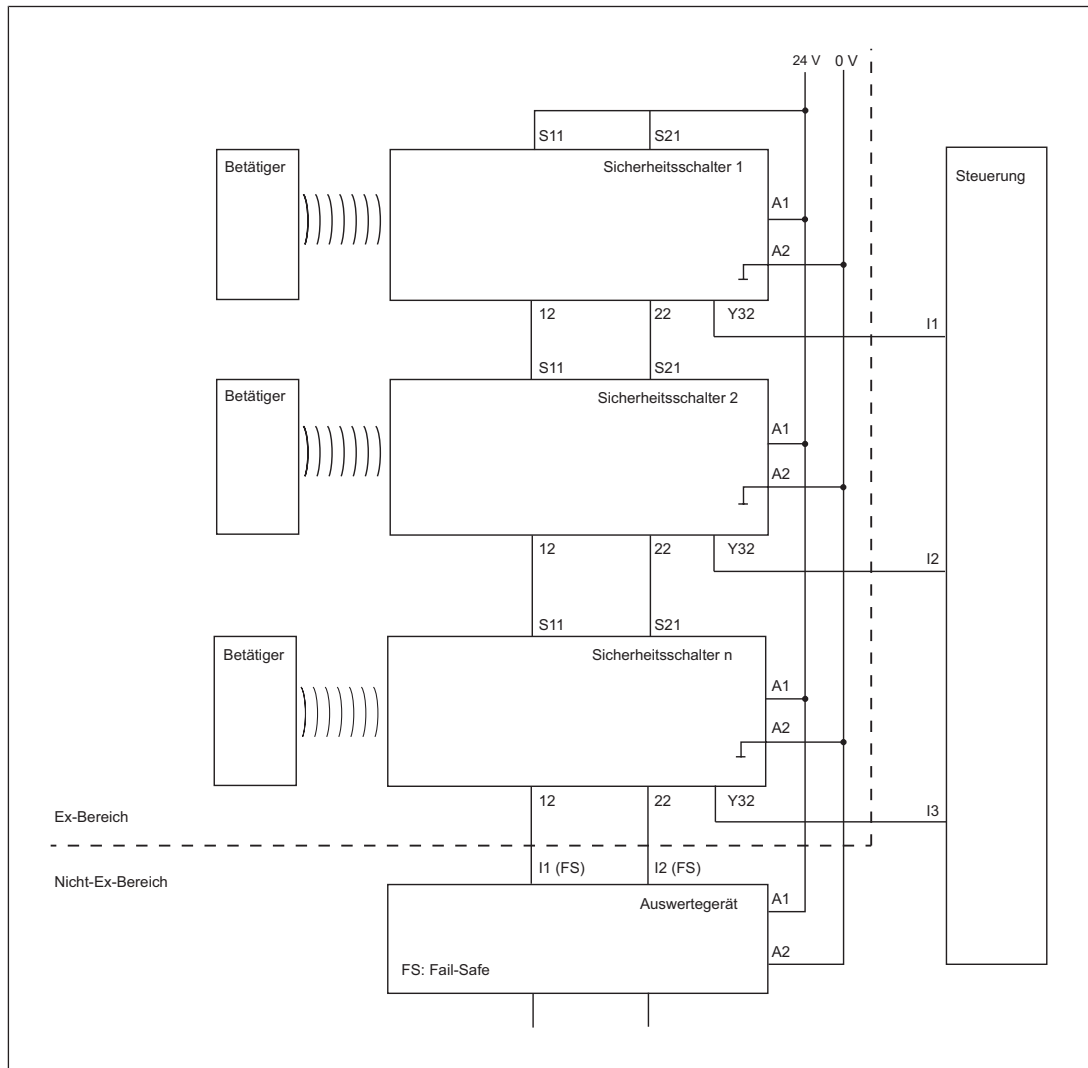 24 V 0 V
S11 S21
Betätiger Sicherheitsschalter 1 Steuerung
A1
A2
12 22 Y32 I1
S11 S21
Betätiger Sicherheitsschalter 2
A1
A2
12 22 Y32 I2
S11 S21
Betätiger Sicherheitsschalter n
A1
A2
12 22 Y32 I3
Ex-Bereich
I1 (FS) I2 (FS)
Nicht-Ex-Bereich
Auswertegerät A1
A2
FS: Fail-Safe